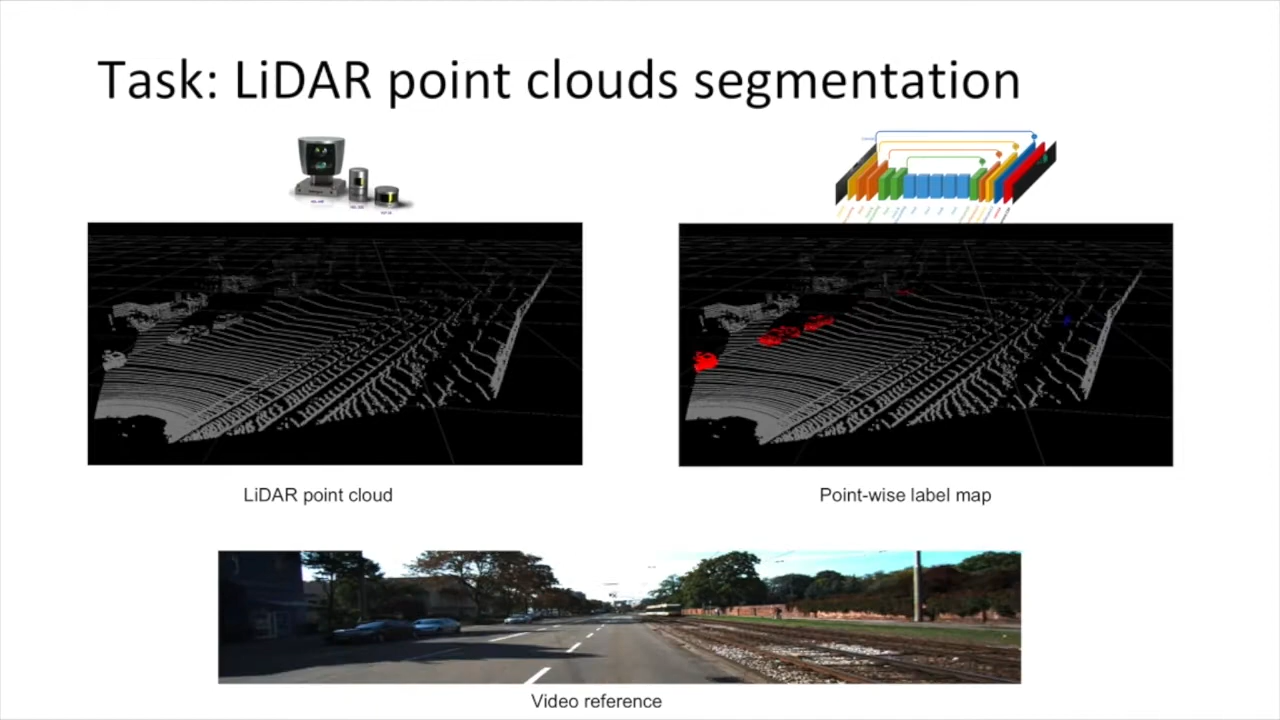 Task: LiDAR point clouds segmentation
LiDAR point cloud
Point-wise label map
Video reference